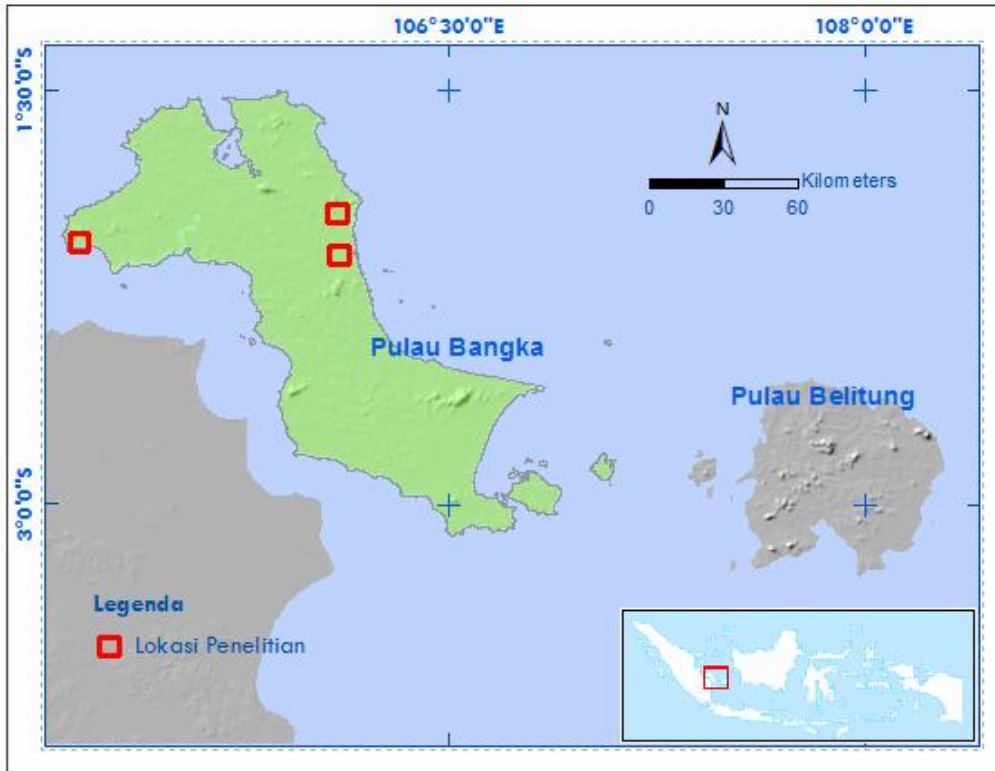 106°30'0"E
108°0'0"E
1°30'0"S
N
Kilometers
0 30 60
Pulau Bangka
Pulau Belitung
3°0'0"S
Legenda
Lokasi Penelitian